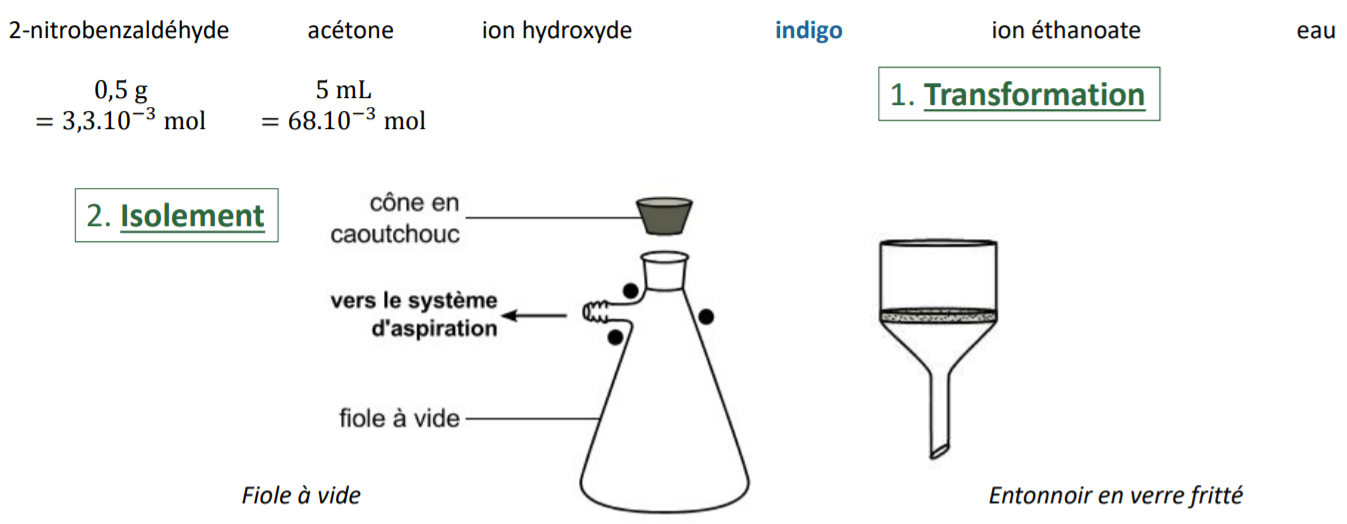 2-nitrobenzaldéhyde acétone ion hydroxyde indigo ion éthanoate eau
0,5 g 5 mL
= 3,3.10⁻³ mol = 68.10⁻³ mol
1. Transformation
2. Isolement
cône en
caoutchouc
vers le système
d'aspiration
fiole à vide
Fiole à vide Entonnoir en verre fritté